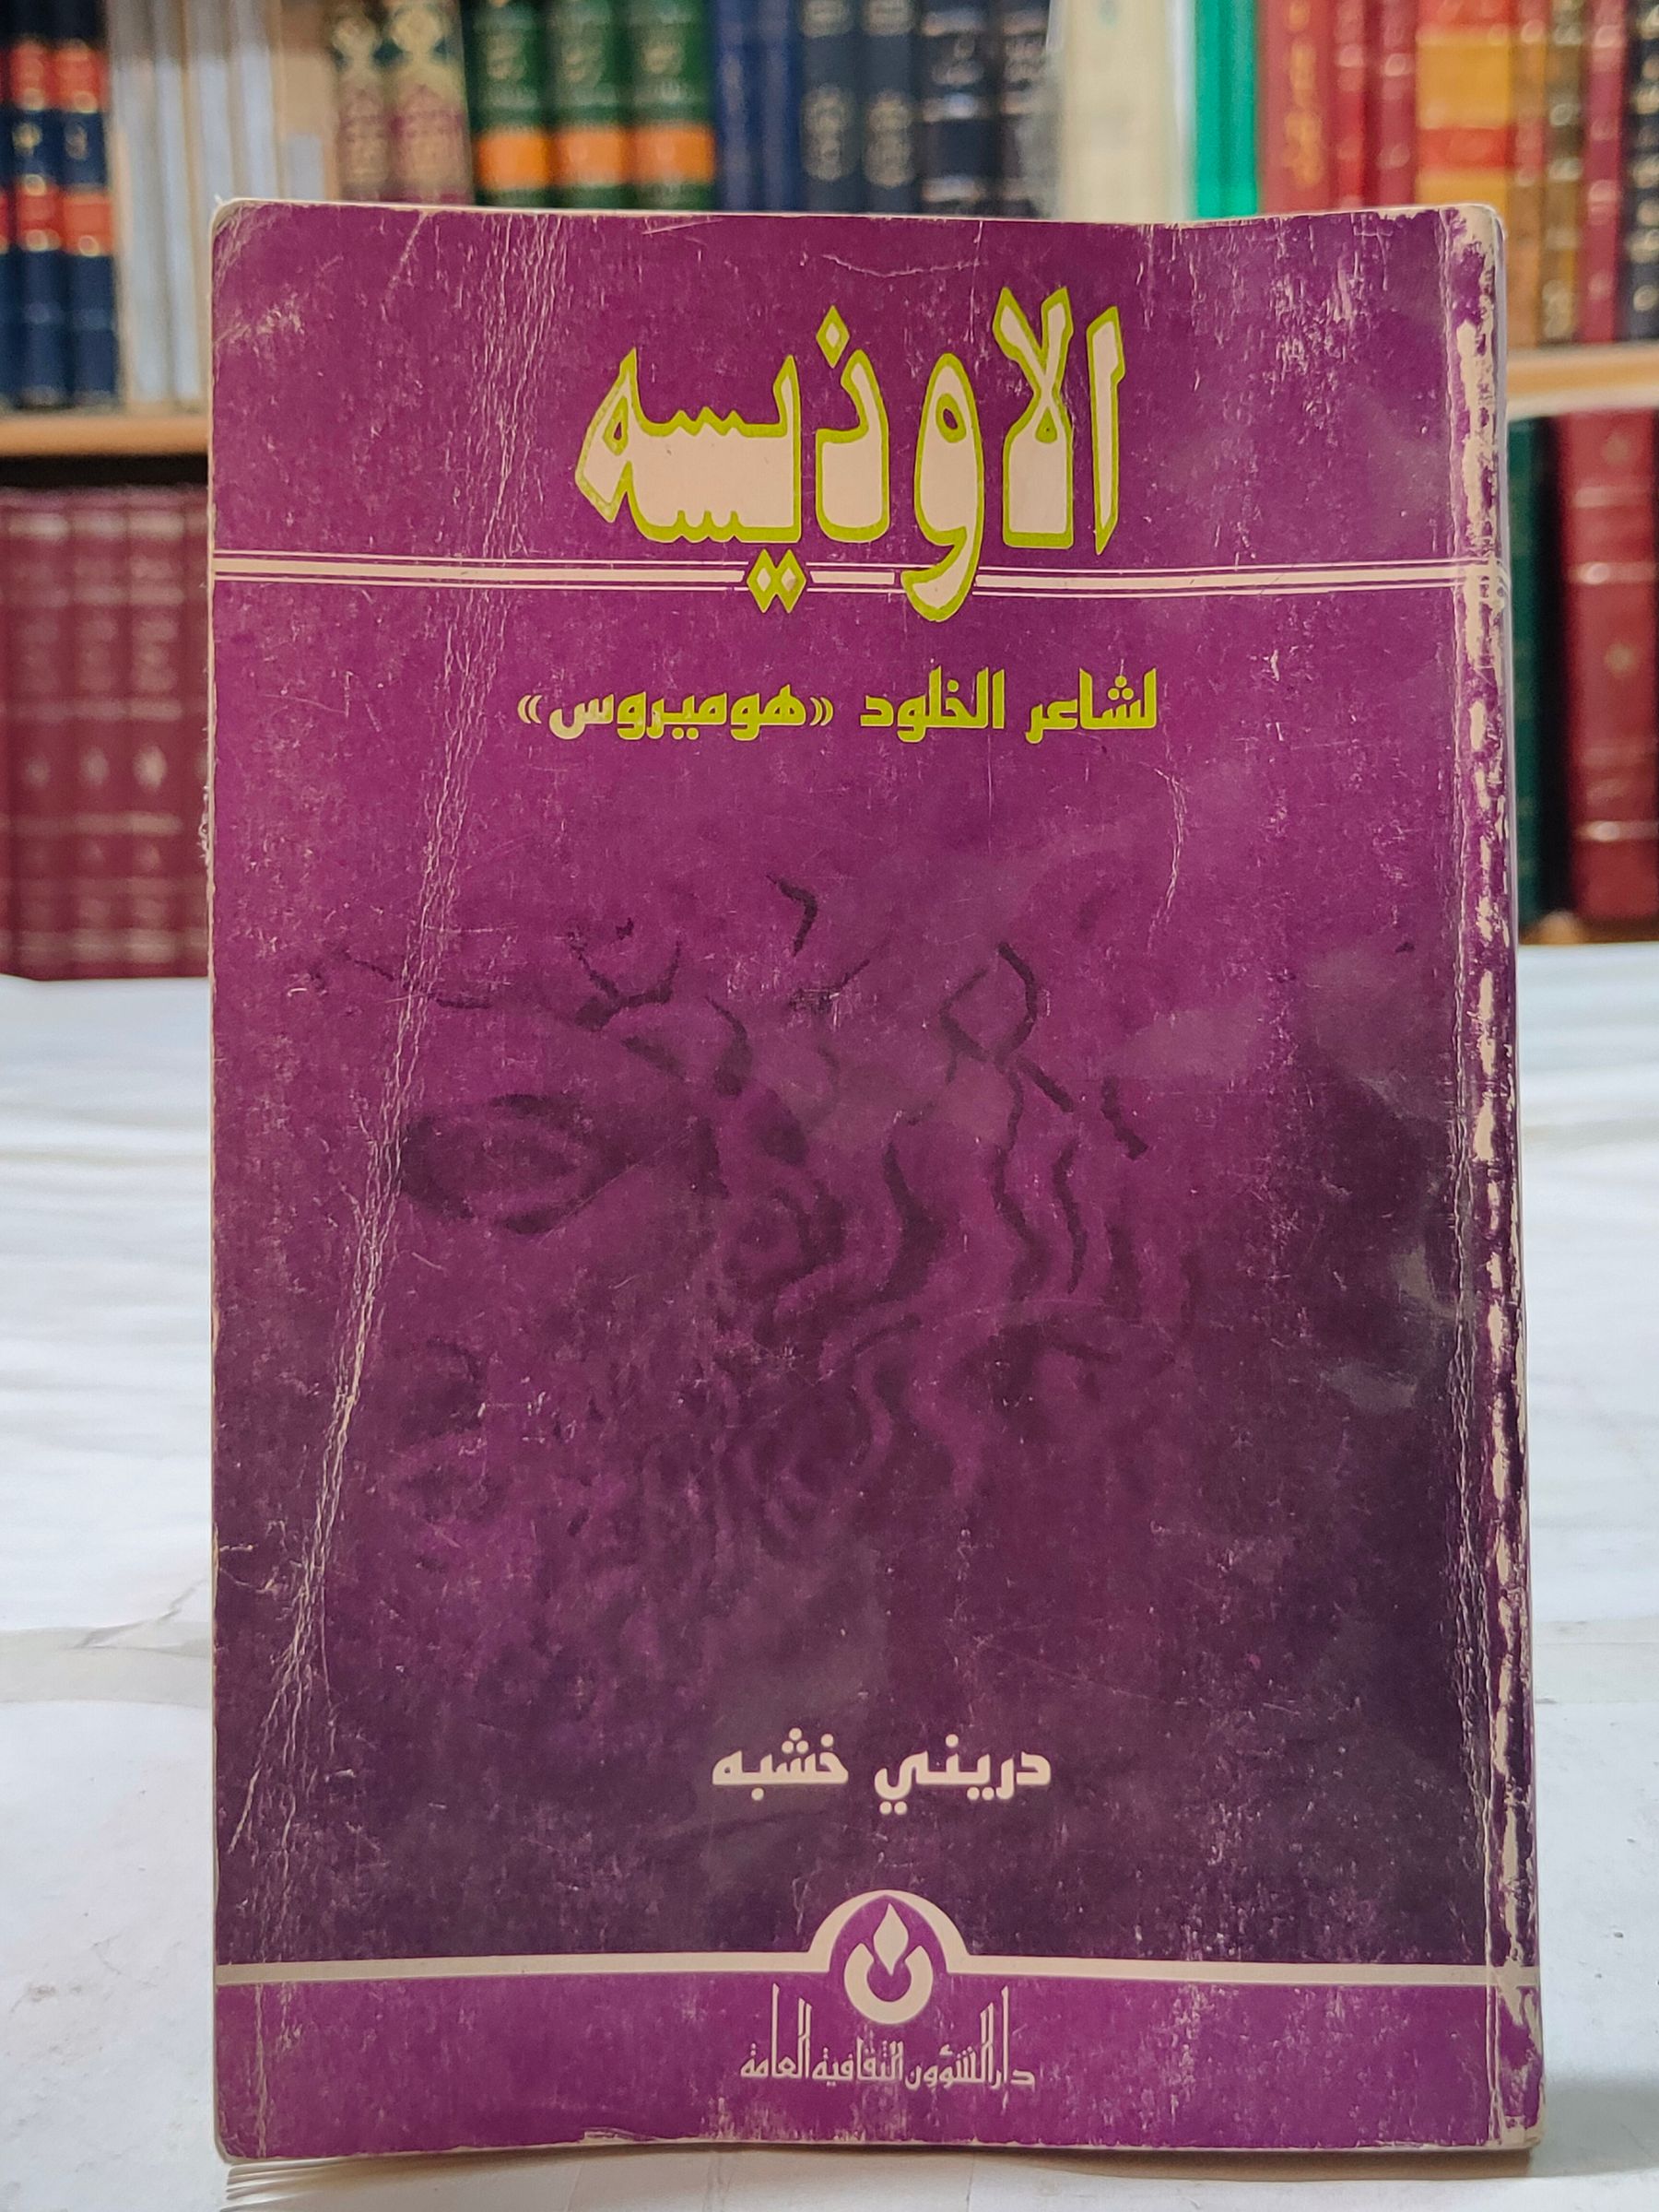 الاوذيسه
لشاعر الخلود «هوميروس»
دريني خشبه
دار الشؤون الثقافية العامة